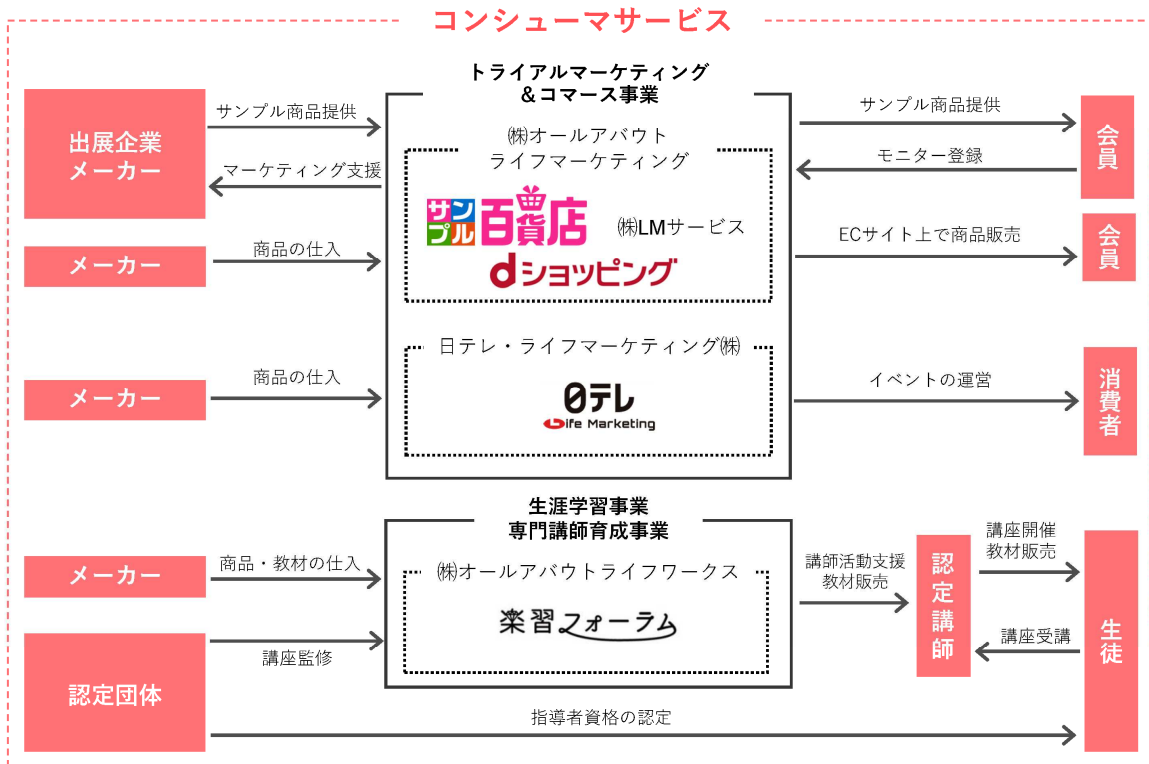 コンシューマサービス
トライアルマーケティング
＆コマース事業
出展企業
メーカー
サンプル商品提供
マーケティング支援
㈱オールアバウト
ライフマーケティング
サンプル
百貨店
㈱LMサービス
dショッピング
サンプル商品提供
モニター登録
会員
メーカー
商品の仕入
ECサイト上で商品販売
会員
メーカー
商品の仕入
日テレ・ライフマーケティング㈱
日テレ
Life Marketing
イベントの運営
消費者
生涯学習事業
専門講師育成事業
メーカー
商品・教材の仕入
㈱オールアバウトライフワークス
楽習フォーラム
講師活動支援
教材販売
認定講師
講座開催
教材販売
講座受講
生徒
認定団体
講座監修
指導者資格の認定